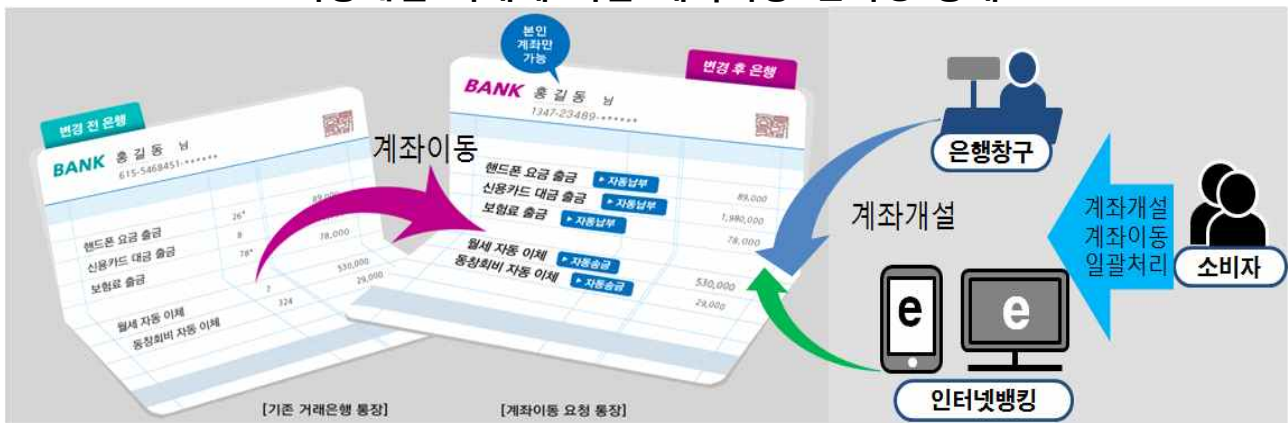 본인
계좌만
가능
변경 전 은행
BANK 홍 길 동 님
615-5468451-******
핸드폰 요금 출금
신용카드 대금 출금
보험료 출금
월세 자동 이체
동창회비 자동 이체
89,000
78,000
530,000
29,000
[기존 거래은행 통장]
계좌이동
변경 후 은행
BANK 홍 길 동 님
1347-23489-******
핸드폰 요금 출금 ▶ 자동납부 89,000
신용카드 대금 출금 ▶ 자동납부 1,980,000
보험료 출금 ▶ 자동납부 78,000
월세 자동 이체 ▶ 자동송금 530,000
동창회비 자동 이체 ▶ 자동송금 29,000
[계좌이동 요청 통장]
은행창구
계좌개설
e
e
인터넷뱅킹
계좌개설
계좌이동
일괄처리
소비자